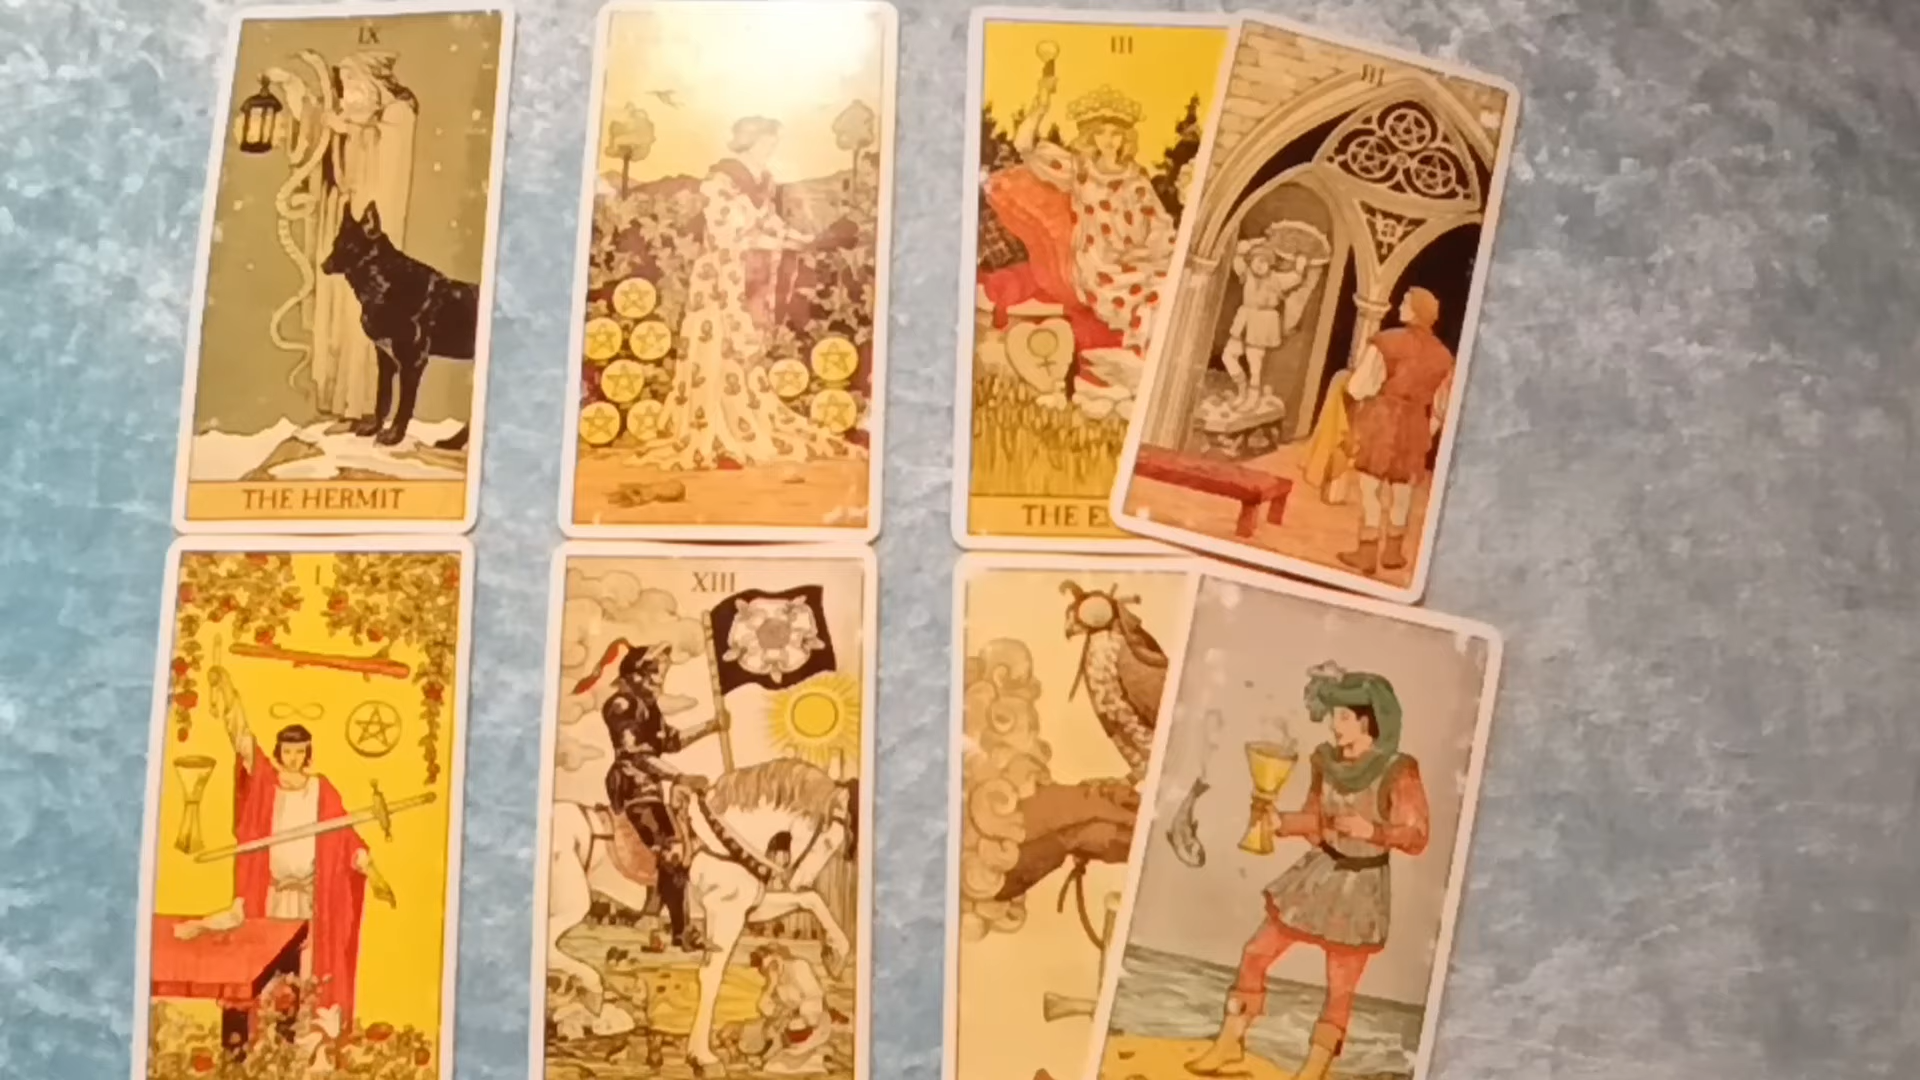 IX
THE HERMIT
III
THE E
III
I
XIII